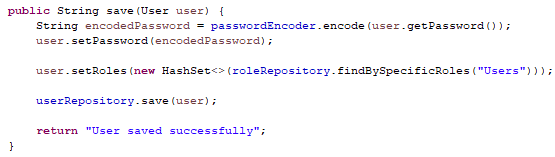 public String save(User user) {
    String encodedPassword = passwordEncoder.encode(user.getPassword());
    user.setPassword(encodedPassword);
    user.setRoles(new HashSet<>(roleRepository.findBySpecificRoles("Users")));
    userRepository.save(user);
    return "User saved successfully";
}